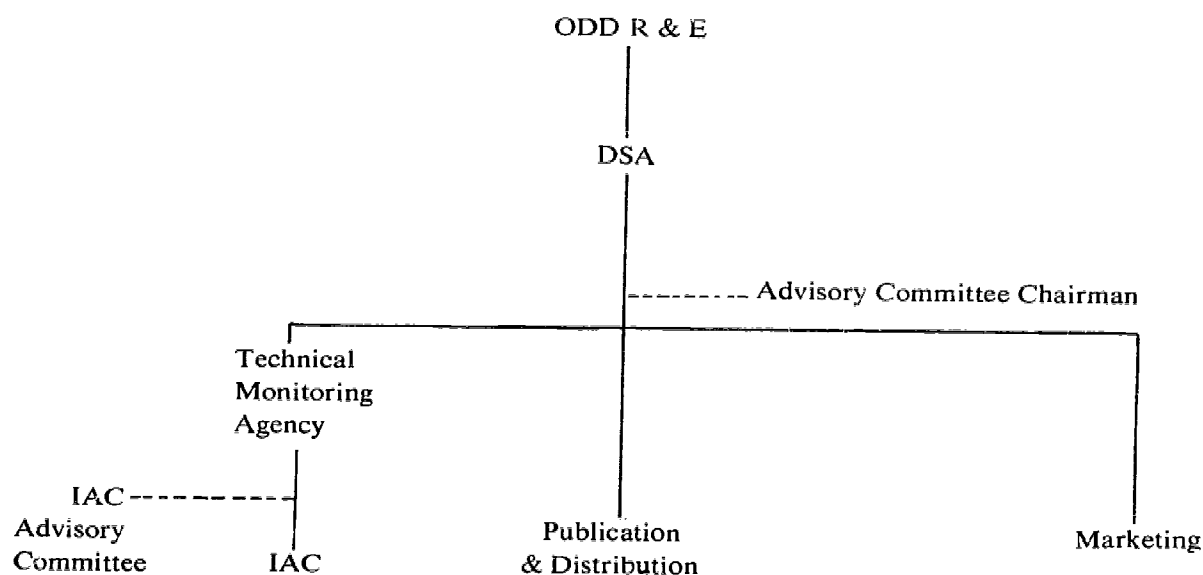 ODD R & E
DSA
Advisory Committee Chairman
Technical
Monitoring
Agency
IAC
Advisory
Committee
IAC
Publication
& Distribution
Marketing